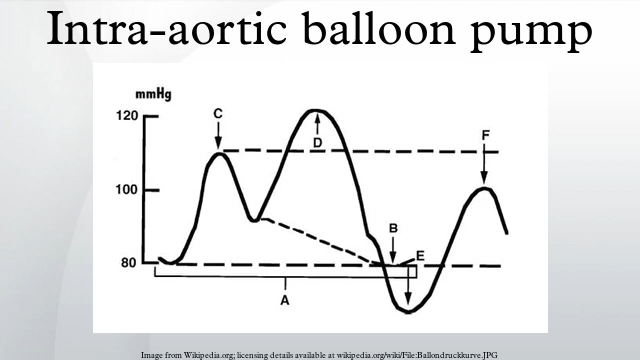 Intra-aortic balloon pump
mmHg
120
C
D
F
100
B
E
80
A
Image from Wikipedia.org; licensing details available at wikipedia.org/wiki/File:Ballondruckkurve.JPG